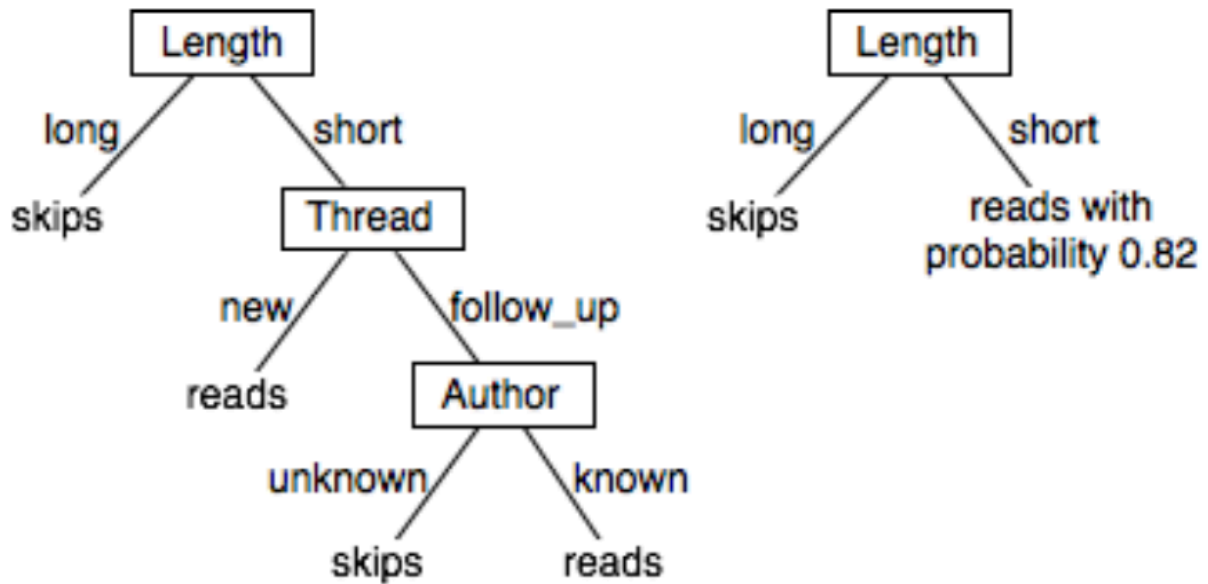 Length
long
short
skips
Thread
new
follow_up
reads
Author
unknown
known
skips
reads
Length
long
short
skips
reads with
probability 0.82